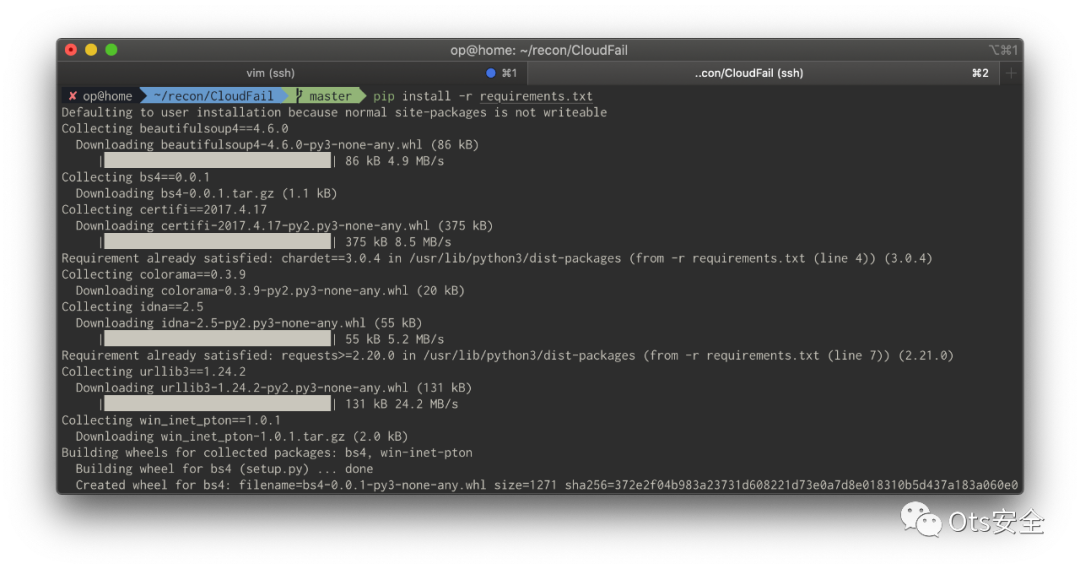 op@home: ~/recon/CloudFail
⌥⌘1
vim (ssh)
⌘1
..con/CloudFail (ssh)
⌘2
✘ op@home ~/recon/CloudFail master pip install -r requirements.txt
Defaulting to user installation because normal site-packages is not writeable
Collecting beautifulsoup4==4.6.0
Downloading beautifulsoup4-4.6.0-py3-none-any.whl (86 kB)
| | 86 kB 4.9 MB/s
Collecting bs4==0.0.1
Downloading bs4-0.0.1.tar.gz (1.1 kB)
Collecting certifi==2017.4.17
Downloading certifi-2017.4.17-py2.py3-none-any.whl (375 kB)
| | 375 kB 8.5 MB/s
Requirement already satisfied: chardet==3.0.4 in /usr/lib/python3/dist-packages (from -r requirements.txt (line 4)) (3.0.4)
Collecting colorama==0.3.9
Downloading colorama-0.3.9-py2.py3-none-any.whl (20 kB)
Collecting idna==2.5
Downloading idna-2.5-py2.py3-none-any.whl (55 kB)
| | 55 kB 5.2 MB/s
Requirement already satisfied: requests>=2.20.0 in /usr/lib/python3/dist-packages (from -r requirements.txt (line 7)) (2.21.0)
Collecting urllib3==1.24.2
Downloading urllib3-1.24.2-py2.py3-none-any.whl (131 kB)
| | 131 kB 24.2 MB/s
Collecting win_inet_pton==1.0.1
Downloading win_inet_pton-1.0.1.tar.gz (2.0 kB)
Building wheels for collected packages: bs4, win-inet-pton
Building wheel for bs4 (setup.py) ... done
Created wheel for bs4: filename=bs4-0.0.1-py3-none-any.whl size=1271 sha256=372e2f04b983a23731d608221d73e0a7d8e018310b5d437a183a060e0
Ots安全